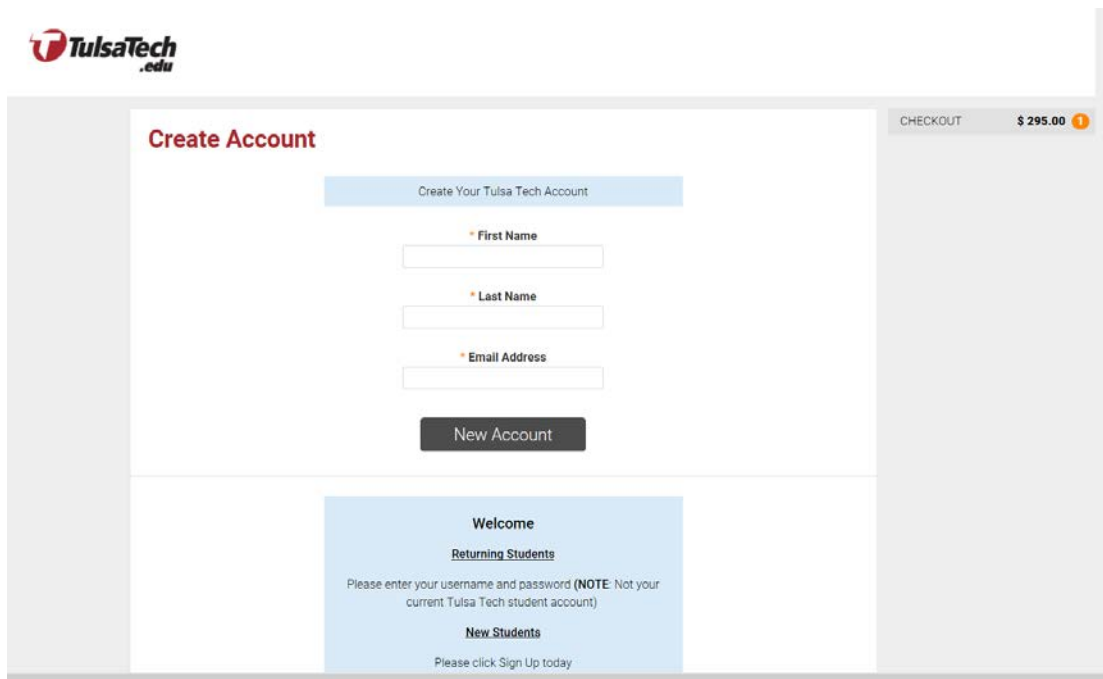 TulsaTech
.edu
CHECKOUT $ 295.00 1
Create Account
Create Your Tulsa Tech Account
* First Name
* Last Name
* Email Address
New Account
Welcome
Returning Students
Please enter your username and password (NOTE: Not your
current Tulsa Tech student account)
New Students
Please click Sign Up today